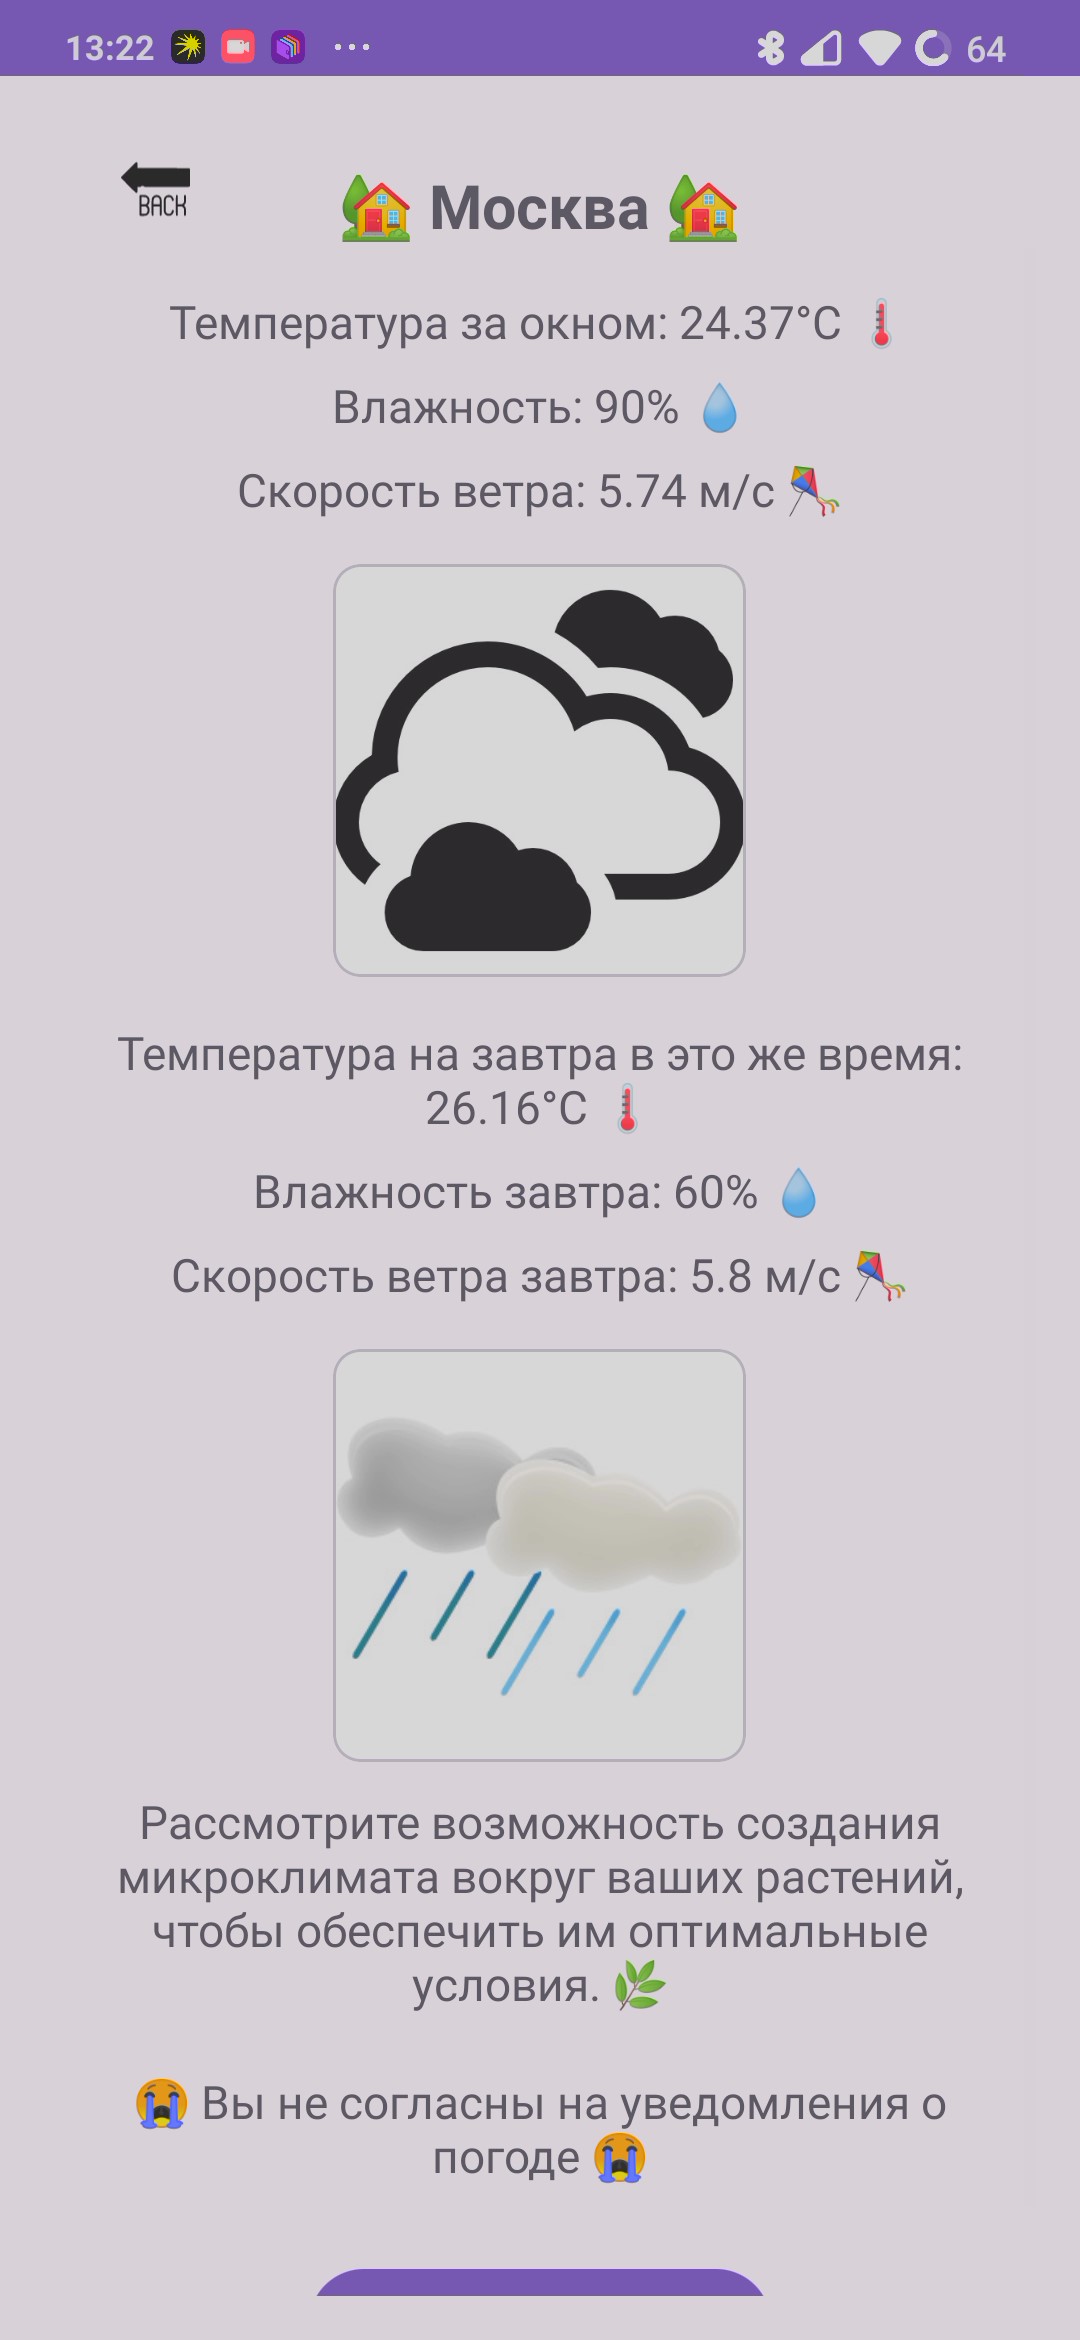 13:22 ... 64
BACK
🏡 Москва 🏡
Температура за окном: 24.37°C 🌡️
Влажность: 90% 💧
Скорость ветра: 5.74 м/с 🪁
Температура на завтра в это же время:
26.16°C 🌡️
Влажность завтра: 60% 💧
Скорость ветра завтра: 5.8 м/с 🪁
Рассмотрите возможность создания
микроклимата вокруг ваших растений,
чтобы обеспечить им оптимальные
условия. 🌿
😭 Вы не согласны на уведомления о
погоде 😭